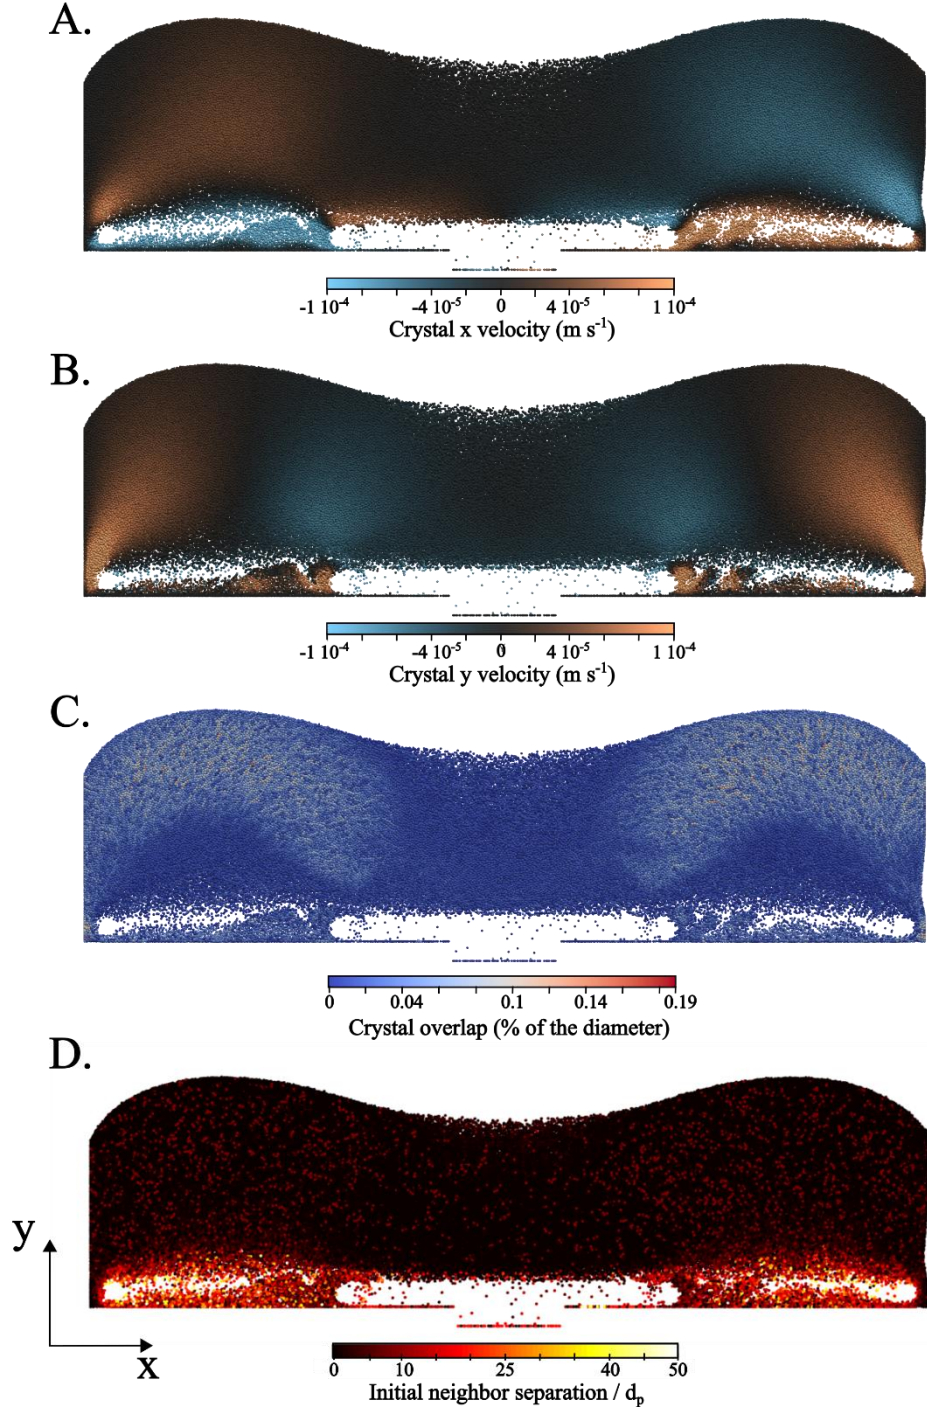 A.
-1 10⁻⁴ -4 10⁻⁵ 0 4 10⁻⁵ 1 10⁻⁴
Crystal x velocity (m s⁻¹)
B.
-1 10⁻⁴ -4 10⁻⁵ 0 4 10⁻⁵ 1 10⁻⁴
Crystal y velocity (m s⁻¹)
C.
0 0.04 0.1 0.14 0.19
Crystal overlap (% of the diameter)
D.
y
x
0 10 25 35 50
Initial neighbor separation / dₚ